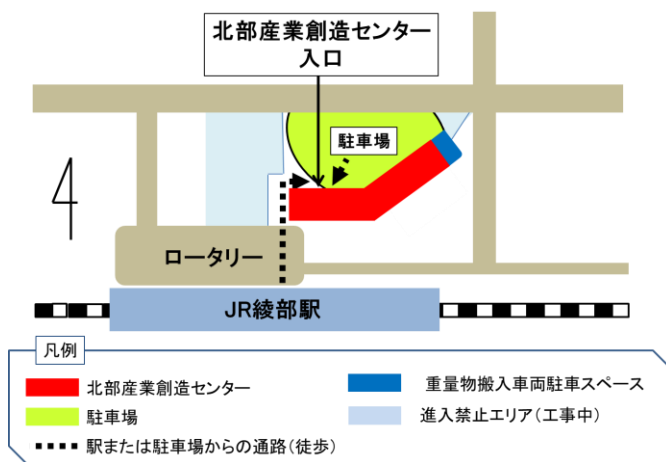 北部産業創造センター
入口
駐車場
ロータリー
JR綾部駅
凡例
北部産業創造センター
重量物搬入車両駐車スペース
駐車場
進入禁止エリア(工事中)
駅または駐車場からの通路(徒歩)